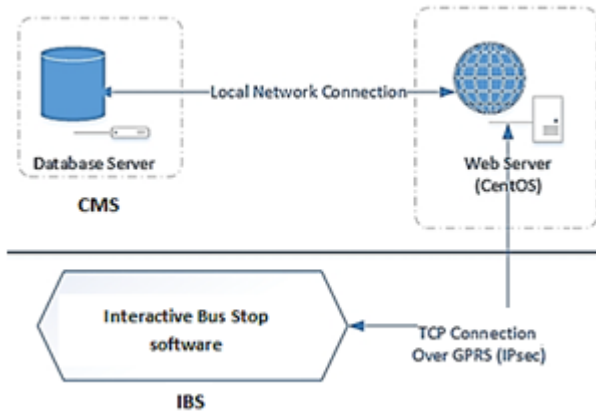 Local Network Connection
Database Server
Web Server
(CentOS)
CMS
Interactive Bus Stop
software
TCP Connection
Over GPRS (IPsec)
IBS